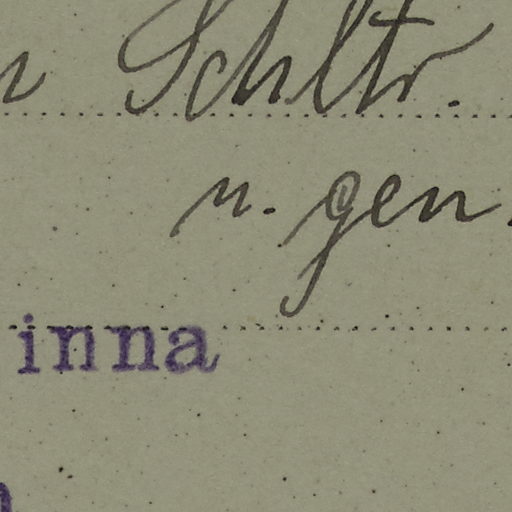 Schltr.
n. gen.
inna